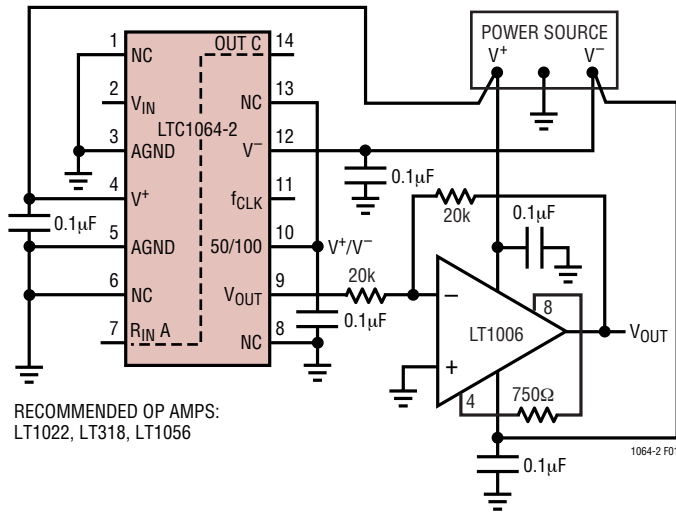 POWER SOURCE
V+ V−
1 NC
OUT C 14
2 VIN
NC 13
LTC1064-2
3 AGND
V− 12
4 V+
fCLK 11
0.1µF
0.1µF
20k
0.1µF
5 AGND
50/100 10
V+/V−
6 NC
VOUT 9
20k
0.1µF
7 RIN A
NC 8
−
8
LT1006
VOUT
+
4
750Ω
RECOMMENDED OP AMPS:
LT1022, LT318, LT1056
0.1µF
1064-2 F01